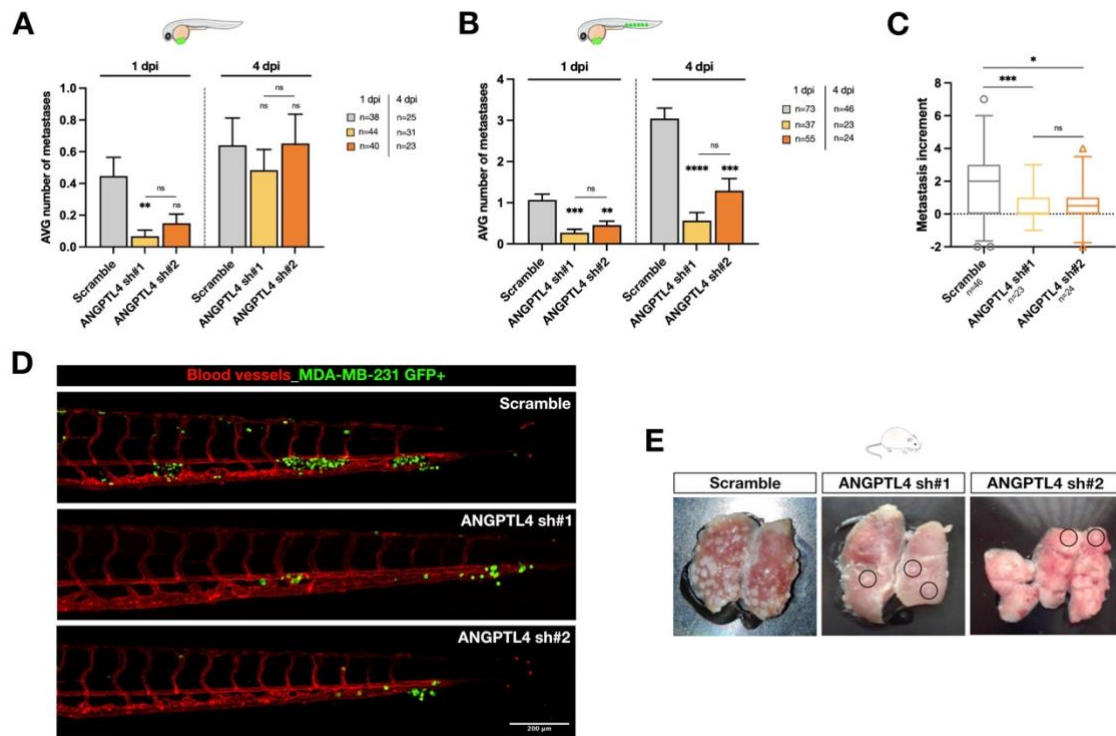 A
1 dpi
4 dpi
AVG number of metastases
1.0
0.8
0.6
0.4
0.2
0.0
**
ns
ns
ns
ns
ns
Scramble
ANGPTL4 sh#1
ANGPTL4 sh#2
Scramble
ANGPTL4 sh#1
ANGPTL4 sh#2
1 dpi 4 dpi
n=38 n=25
n=44 n=31
n=40 n=23
B
1 dpi
4 dpi
AVG number of metastases
4
3
2
1
0
***
ns
**
****
ns
***
Scramble
ANGPTL4 sh#1
ANGPTL4 sh#2
Scramble
ANGPTL4 sh#1
ANGPTL4 sh#2
1 dpi 4 dpi
n=73 n=46
n=37 n=23
n=55 n=24
C
Metastasis increment
8
6
4
2
0
-2
*
***
ns
Scramble
n=46
ANGPTL4 sh#1
n=23
ANGPTL4 sh#2
n=24
D
Blood vessels_MDA-MB-231 GFP+
Scramble
ANGPTL4 sh#1
ANGPTL4 sh#2
200 µm
E
Scramble
ANGPTL4 sh#1
ANGPTL4 sh#2